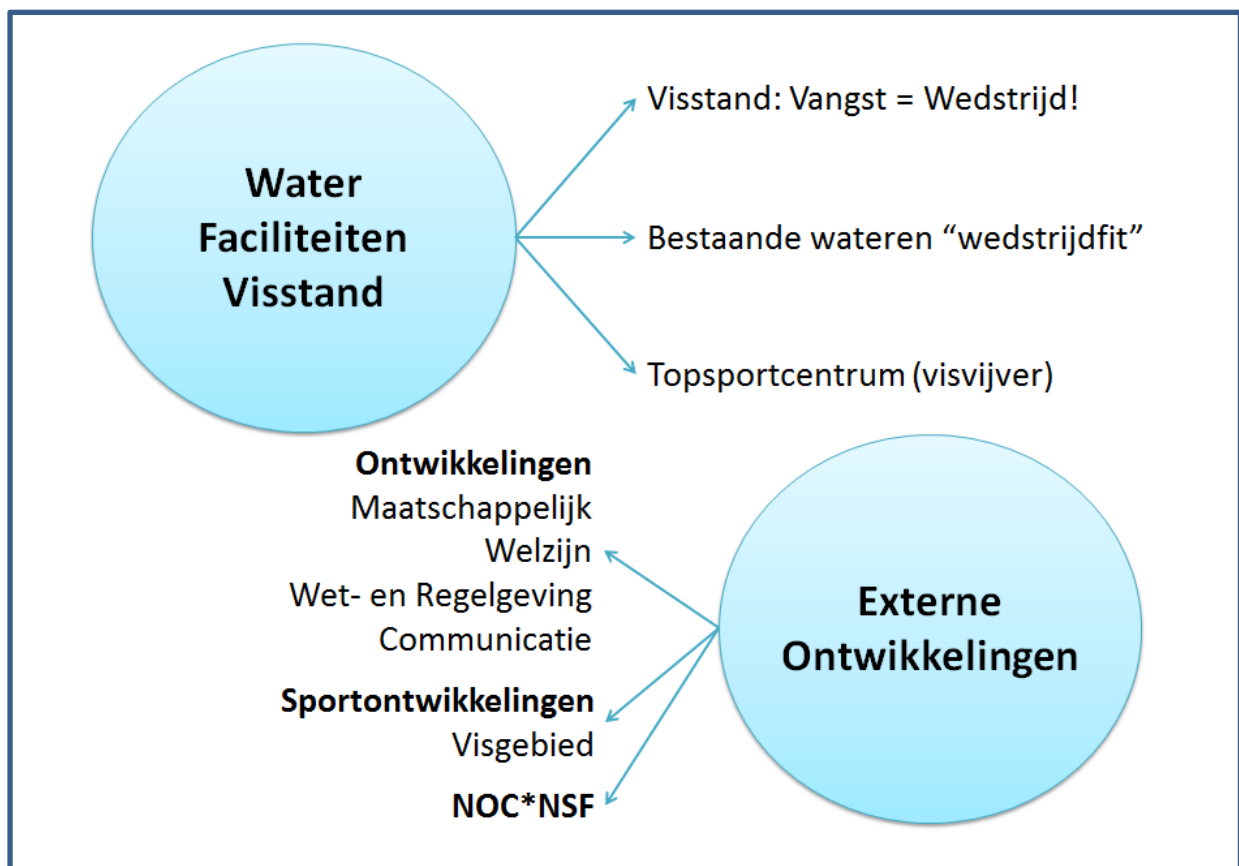 Water
Faciliteiten
Visstand
Visstand: Vangst = Wedstrijd!
Bestaande wateren “wedstrijdfit”
Topsportcentrum (visvijver)
Ontwikkelingen
Maatschappelijk
Welzijn
Wet- en Regelgeving
Communicatie
Sportontwikkelingen
Visgebied
NOC*NSF
Externe
Ontwikkelingen